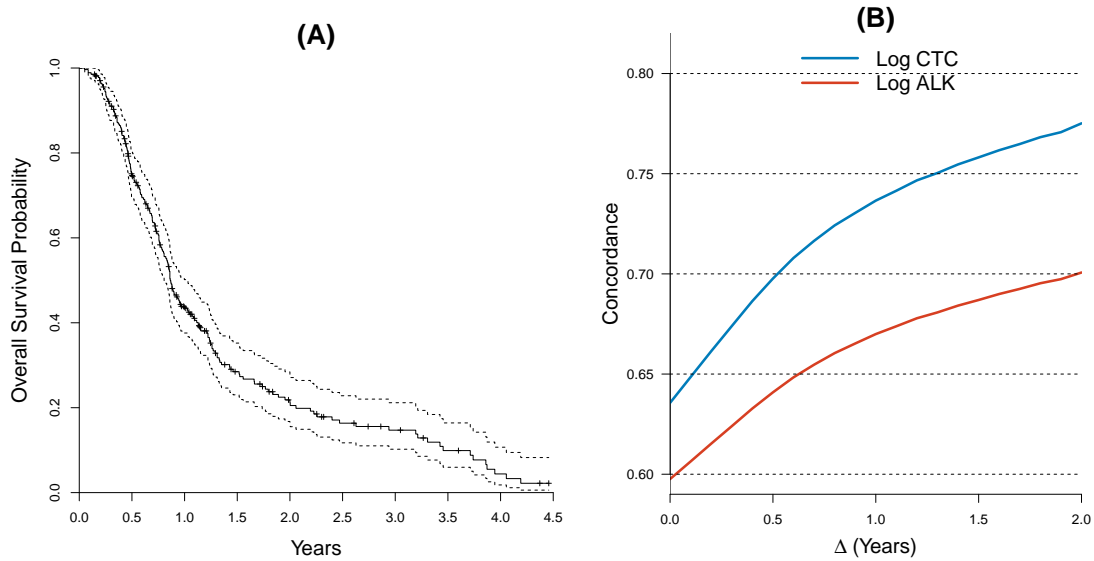 (A)
Overall Survival Probability
1.0
0.8
0.6
0.4
0.2
0.0
0.0 0.5 1.0 1.5 2.0 2.5 3.0 3.5 4.0 4.5
Years
(B)
Log CTC
Log ALK
Concordance
0.80
0.75
0.70
0.65
0.60
0.0 0.5 1.0 1.5 2.0
Δ (Years)